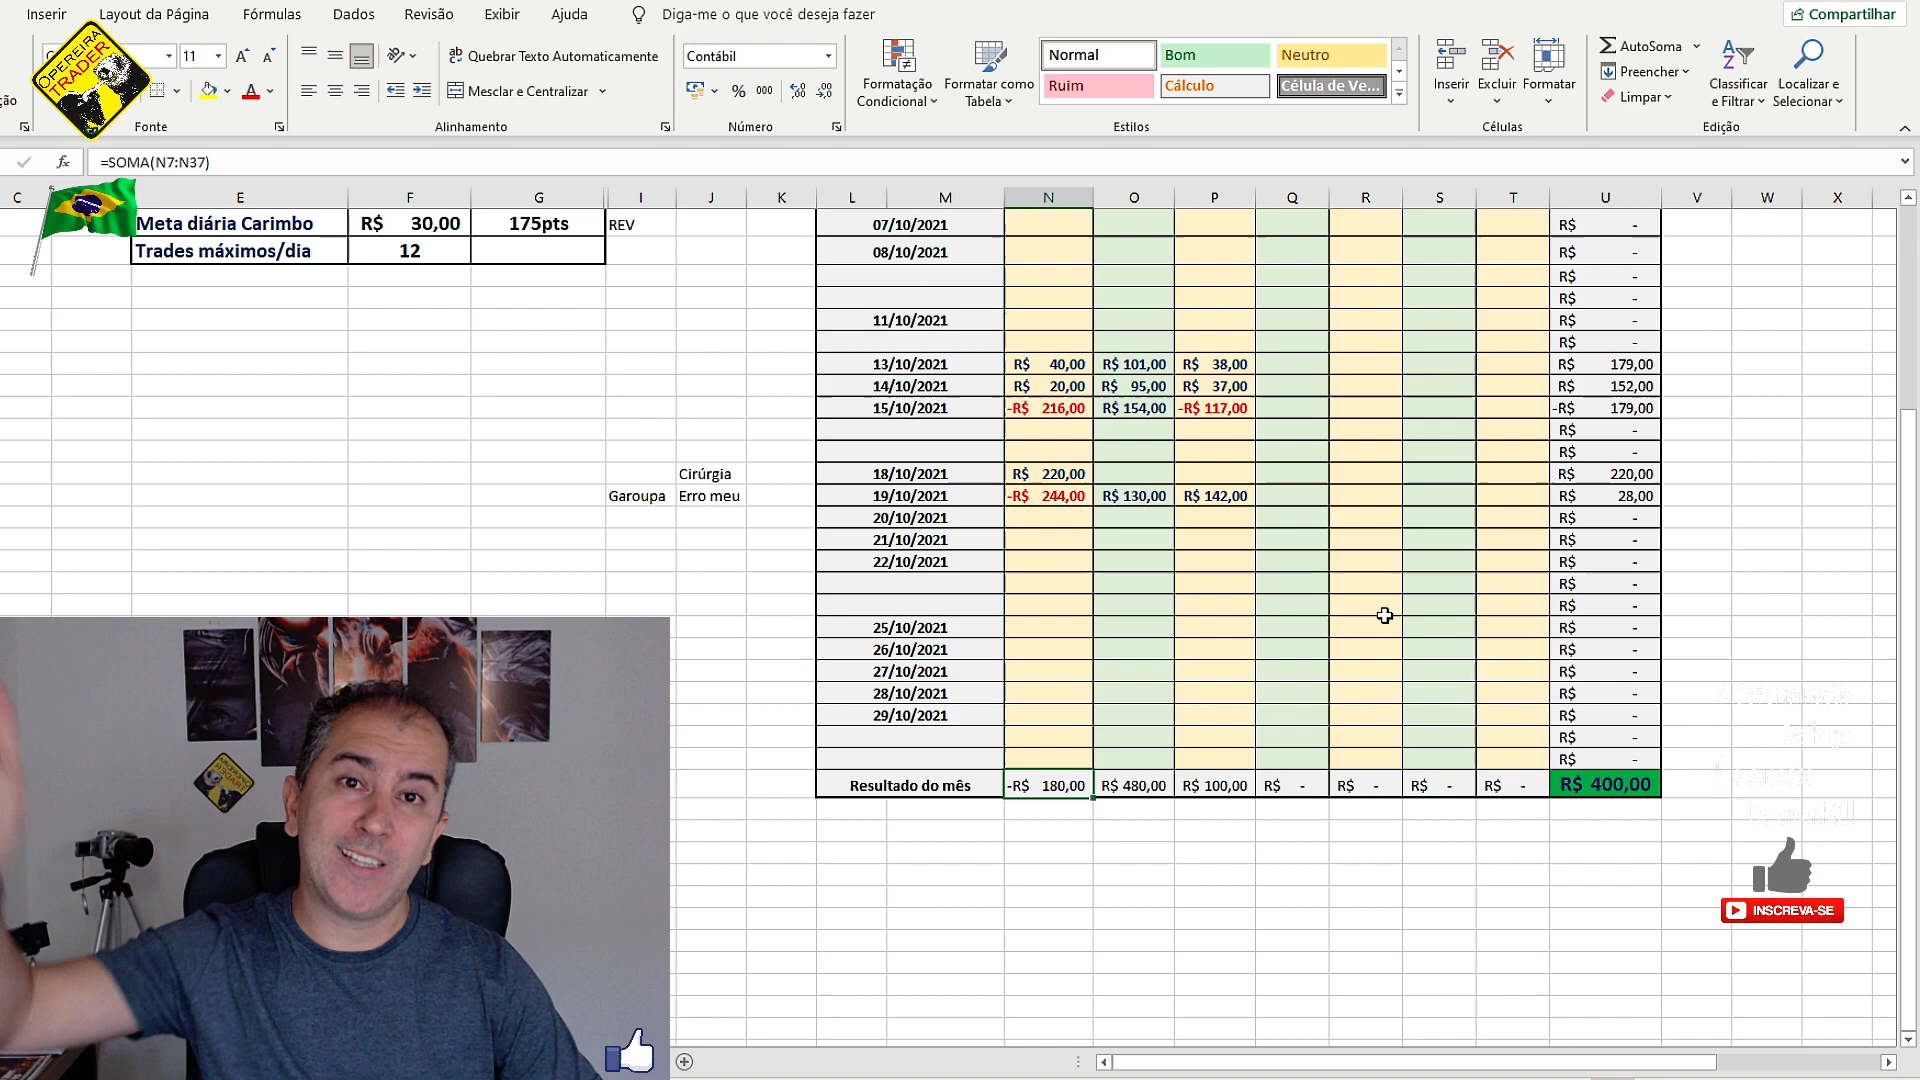 Inserir Layout da Página Fórmulas Dados Revisão Exibir Ajuda Diga-me o que você deseja fazer Compartilhar
OPEREIRA TRADER
11
Quebrar Texto Automaticamente
Mesclar e Centralizar
Contábil
% 000
Formatação Condicional
Formatar como Tabela
Normal Bom Neutro
Ruim Cálculo Célula de Ve...
Inserir Excluir Formatar
AutoSoma
Preencher
Limpar
Classificar e Filtrar
Localizar e Selecionar
ção Fonte Alinhamento Número Estilos Células Edição
fx =SOMA(N7:N37)
C E F G I J K L M N O P Q R S T U V W X
Meta diária Carimbo R$ 30,00 175pts REV
Trades máximos/dia 12
07/10/2021 R$ -
08/10/2021 R$ -
R$ -
R$ -
11/10/2021 R$ -
R$ -
13/10/2021 R$ 40,00 R$ 101,00 R$ 38,00 R$ 179,00
14/10/2021 R$ 20,00 R$ 95,00 R$ 37,00 R$ 152,00
15/10/2021 -R$ 216,00 R$ 154,00 -R$ 117,00 -R$ 179,00
R$ -
R$ -
Cirúrgia 18/10/2021 R$ 220,00 R$ 220,00
Garoupa Erro meu 19/10/2021 -R$ 244,00 R$ 130,00 R$ 142,00 R$ 28,00
20/10/2021 R$ -
21/10/2021 R$ -
22/10/2021 R$ -
R$ -
R$ -
25/10/2021 R$ -
26/10/2021 R$ -
27/10/2021 R$ -
28/10/2021 R$ -
29/10/2021 R$ -
R$ -
R$ -
Resultado do mês -R$ 180,00 R$ 480,00 R$ 100,00 R$ - R$ - R$ - R$ - R$ 400,00
INSCREVA-SE